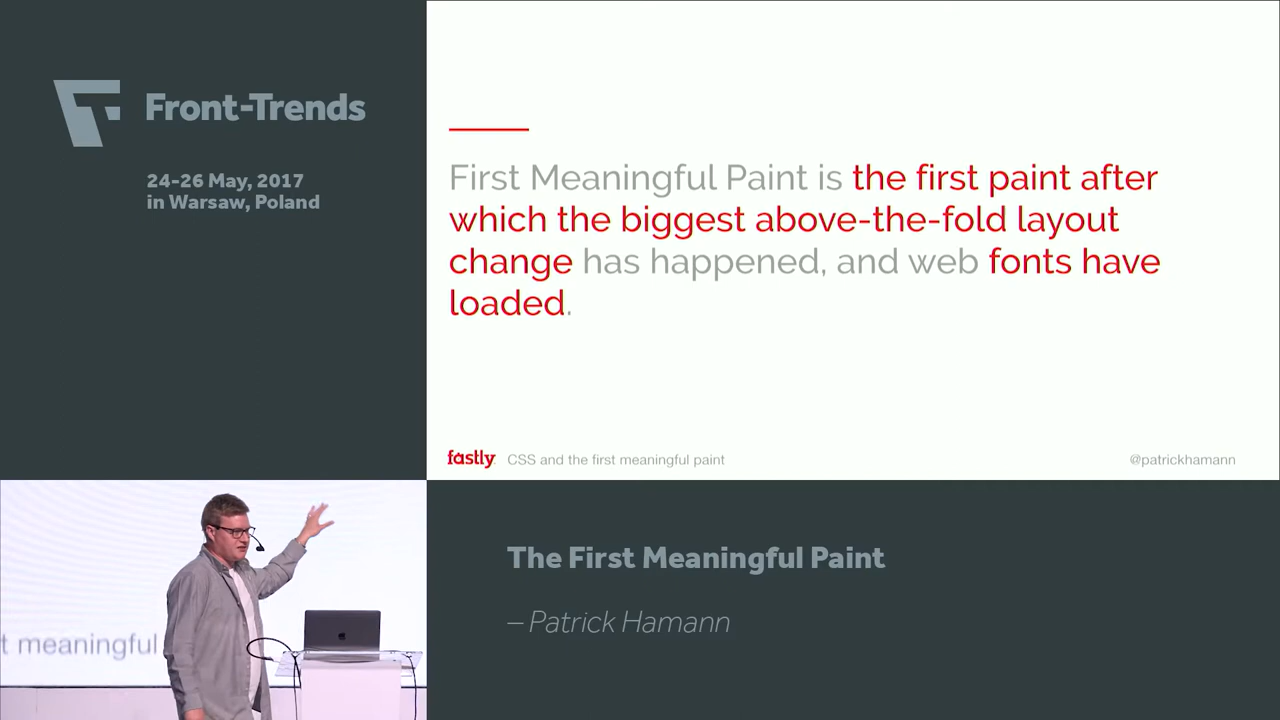 Front-Trends
24-26 May, 2017
in Warsaw, Poland
First Meaningful Paint is the first paint after
which the biggest above-the-fold layout
change has happened, and web fonts have
loaded.
fastly CSS and the first meaningful paint @patrickhamann
t meaningful
The First Meaningful Paint
– Patrick Hamann